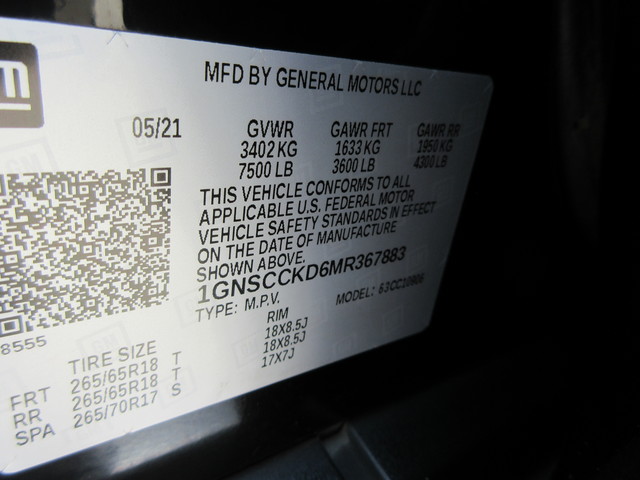 MFD BY GENERAL MOTORS LLC
05/21 GVWR GAWR FRT GAWR RR
3402 KG 1633 KG 1950 KG
7500 LB 3600 LB 4300 LB
THIS VEHICLE CONFORMS TO ALL
APPLICABLE U.S. FEDERAL MOTOR
VEHICLE SAFETY STANDARDS IN EFFECT
ON THE DATE OF MANUFACTURE
SHOWN ABOVE.
1GNSCCKD6MR367883
TYPE: M.P.V. MODEL:
8555
TIRE SIZE RIM
FRT 265/65R18 T 18X8.5J
RR 265/65R18 T 18X8.5J
SPA 265/70R17 S 17X7J